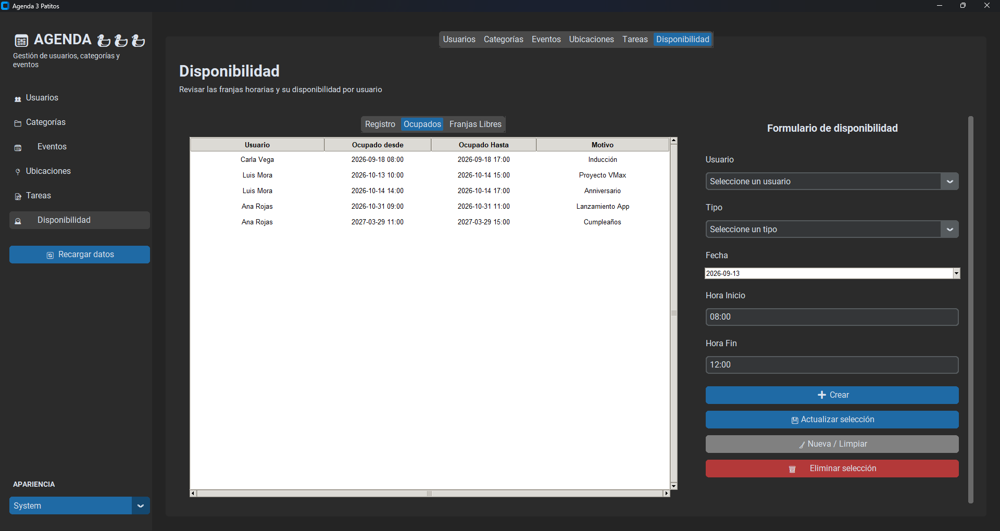 Agenda 3 Patitos
AGENDA
Gestión de usuarios, categorías y
eventos
Usuarios
Categorías
Eventos
Ubicaciones
Tareas
Disponibilidad
Recargar datos
APARIENCIA
System
Usuarios Categorías Eventos Ubicaciones Tareas Disponibilidad
Disponibilidad
Revisar las franjas horarias y su disponibilidad por usuario
Registro Ocupados Franjas Libres
Usuario Ocupado desde Ocupado Hasta Motivo
Carla Vega 2026-09-18 08:00 2026-09-18 17:00 Inducción
Luis Mora 2026-10-13 10:00 2026-10-14 15:00 Proyecto VMax
Luis Mora 2026-10-14 14:00 2026-10-14 17:00 Anniversario
Ana Rojas 2026-10-31 09:00 2026-10-31 11:00 Lanzamiento App
Ana Rojas 2027-03-29 11:00 2027-03-29 15:00 Cumpleaños
Formulario de disponibilidad
Usuario
Seleccione un usuario
Tipo
Seleccione un tipo
Fecha
2026-09-13
Hora Inicio
08:00
Hora Fin
12:00
Crear
Actualizar selección
Nueva / Limpiar
Eliminar selección